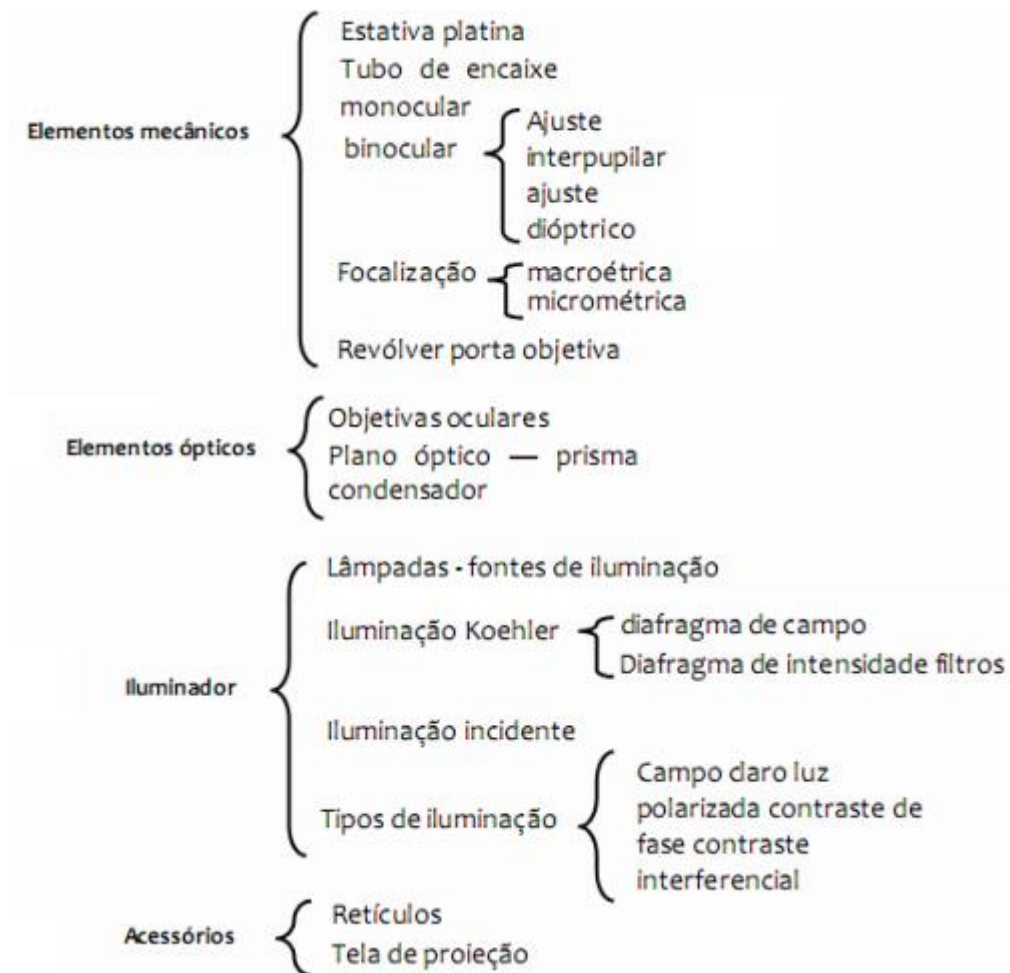 Elementos mecânicos
Estativa platina
Tubo de encaixe
monocular
binocular
Ajuste
interpupilar
ajuste
dióptrico
Focalização
macroétrica
micrométrica
Revólver porta objetiva
Elementos ópticos
Objetivas oculares
Plano óptico — prisma
condensador
Iluminador
Lâmpadas - fontes de iluminação
Iluminação Koehler
diafragma de campo
Diafragma de intensidade filtros
Iluminação incidente
Tipos de iluminação
Campo claro luz
polarizada contraste de
fase contraste
interferencial
Acessórios
Retículos
Tela de proieção